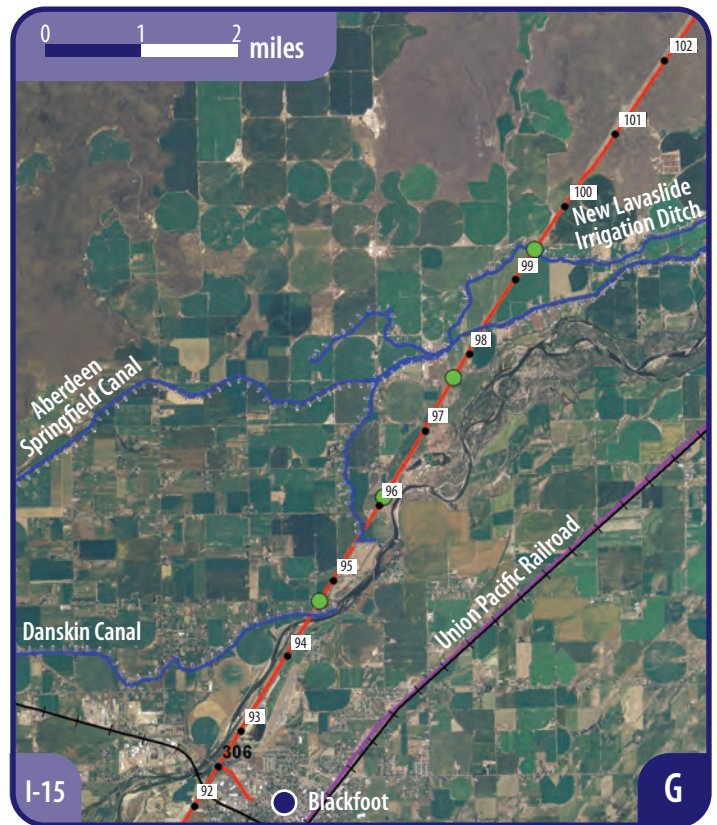 0 1 2 miles
102
101
100
New Lavaslide
Irrigation Ditch
99
98
Aberdeen
Springfield Canal
97
96
95
Union Pacific Railroad
Danskin Canal
94
93
306
92
I-15
Blackfoot
G